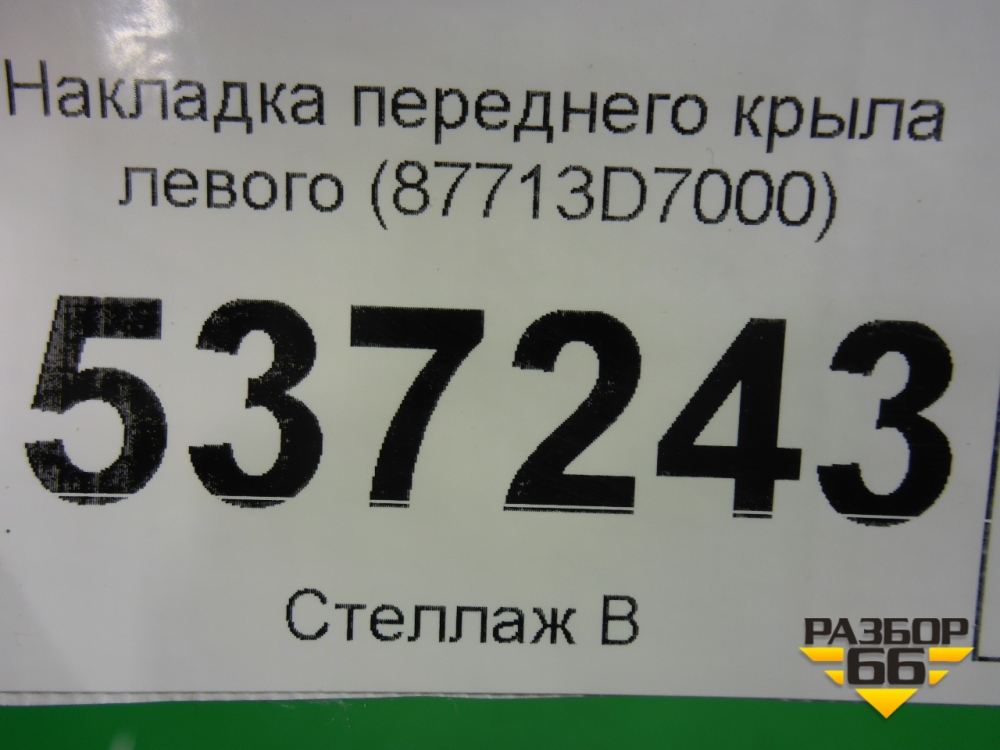 Накладка переднего крыла
левого (87713D7000)
537243
Стеллаж В
РАЗБОР
66